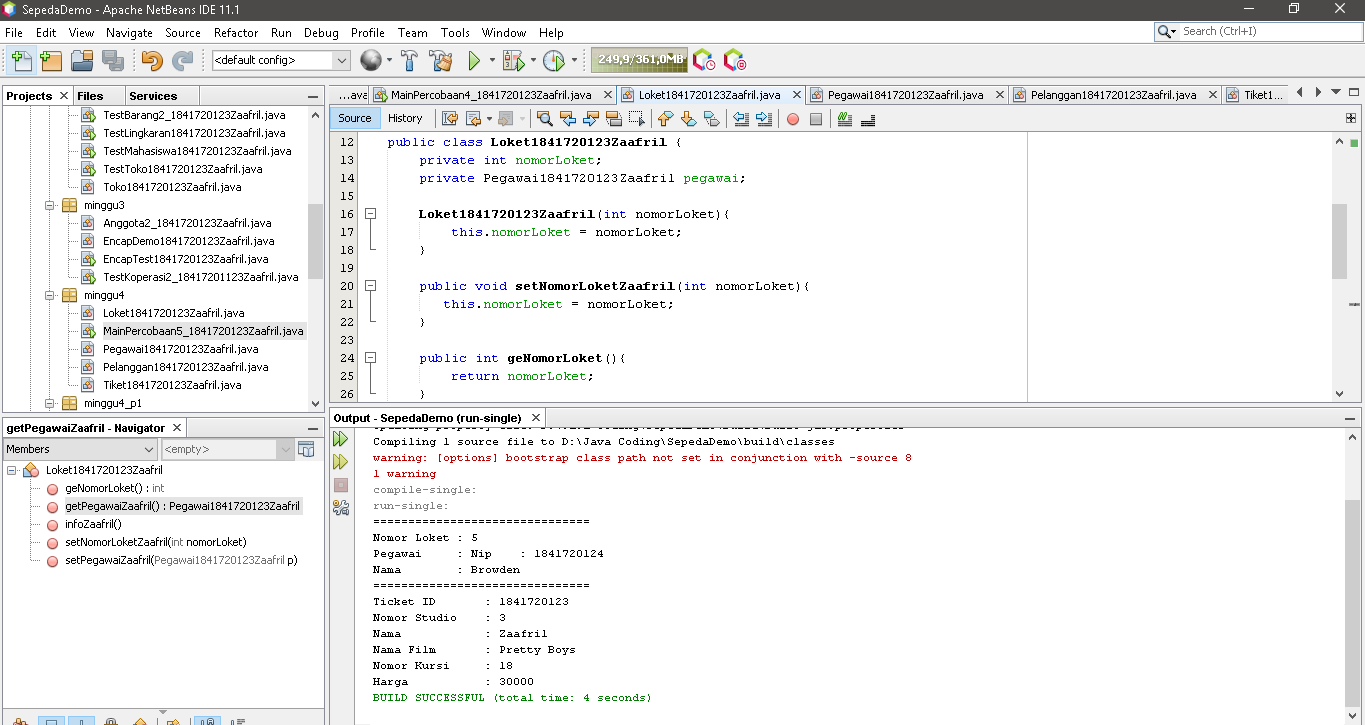 SepedaDemo - Apache NetBeans IDE 11.1
File Edit View Navigate Source Refactor Run Debug Profile Team Tools Window Help
Search (Ctrl+I)
<default config>
249,9/361,0MB
Projects Files Services
TestBarang2_1841720123Zaafril.java
TestLingkaran1841720123Zaafril.java
TestMahasiswa1841720123Zaafril.java
TestToko1841720123Zaafril.java
Toko1841720123Zaafril.java
minggu3
Anggota2_1841720123Zaafril.java
EncapDemo1841720123Zaafril.java
EncapTest1841720123Zaafril.java
TestKoperasi2_18417201123Zaafril.java
minggu4
Loket1841720123Zaafril.java
MainPercobaan5_1841720123Zaafril.java
Pegawai1841720123Zaafril.java
Pelanggan1841720123Zaafril.java
Tiket1841720123Zaafril.java
minggu4_p1
getPegawaiZaafril - Navigator
Members <empty>
Loket1841720123Zaafril
geNomorLoket() : int
getPegawaiZaafril() : Pegawai1841720123Zaafril
infoZaafril()
setNomorLoketZaafril(int nomorLoket)
setPegawaiZaafril(Pegawai1841720123Zaafril p)
...ava MainPercobaan4_1841720123Zaafril.java Loket1841720123Zaafril.java Pegawai1841720123Zaafril.java Pelanggan1841720123Zaafril.java Tiket1...
Source History
12 public class Loket1841720123Zaafril {
13 private int nomorLoket;
14 private Pegawai1841720123Zaafril pegawai;
15
16 Loket1841720123Zaafril(int nomorLoket){
17 this.nomorLoket = nomorLoket;
18 }
19
20 public void setNomorLoketZaafril(int nomorLoket){
21 this.nomorLoket = nomorLoket;
22 }
23
24 public int geNomorLoket(){
25 return nomorLoket;
26 }
Output - SepedaDemo (run-single)
Compiling 1 source file to D:\Java Coding\SepedaDemo\build\classes
warning: [options] bootstrap class path not set in conjunction with -source 8
1 warning
compile-single:
run-single:
===============================
Nomor Loket : 5
Pegawai : Nip : 1841720124
Nama : Browden
===============================
Ticket ID : 1841720123
Nomor Studio : 3
Nama : Zaafril
Nama Film : Pretty Boys
Nomor Kursi : 18
Harga : 30000
BUILD SUCCESSFUL (total time: 4 seconds)